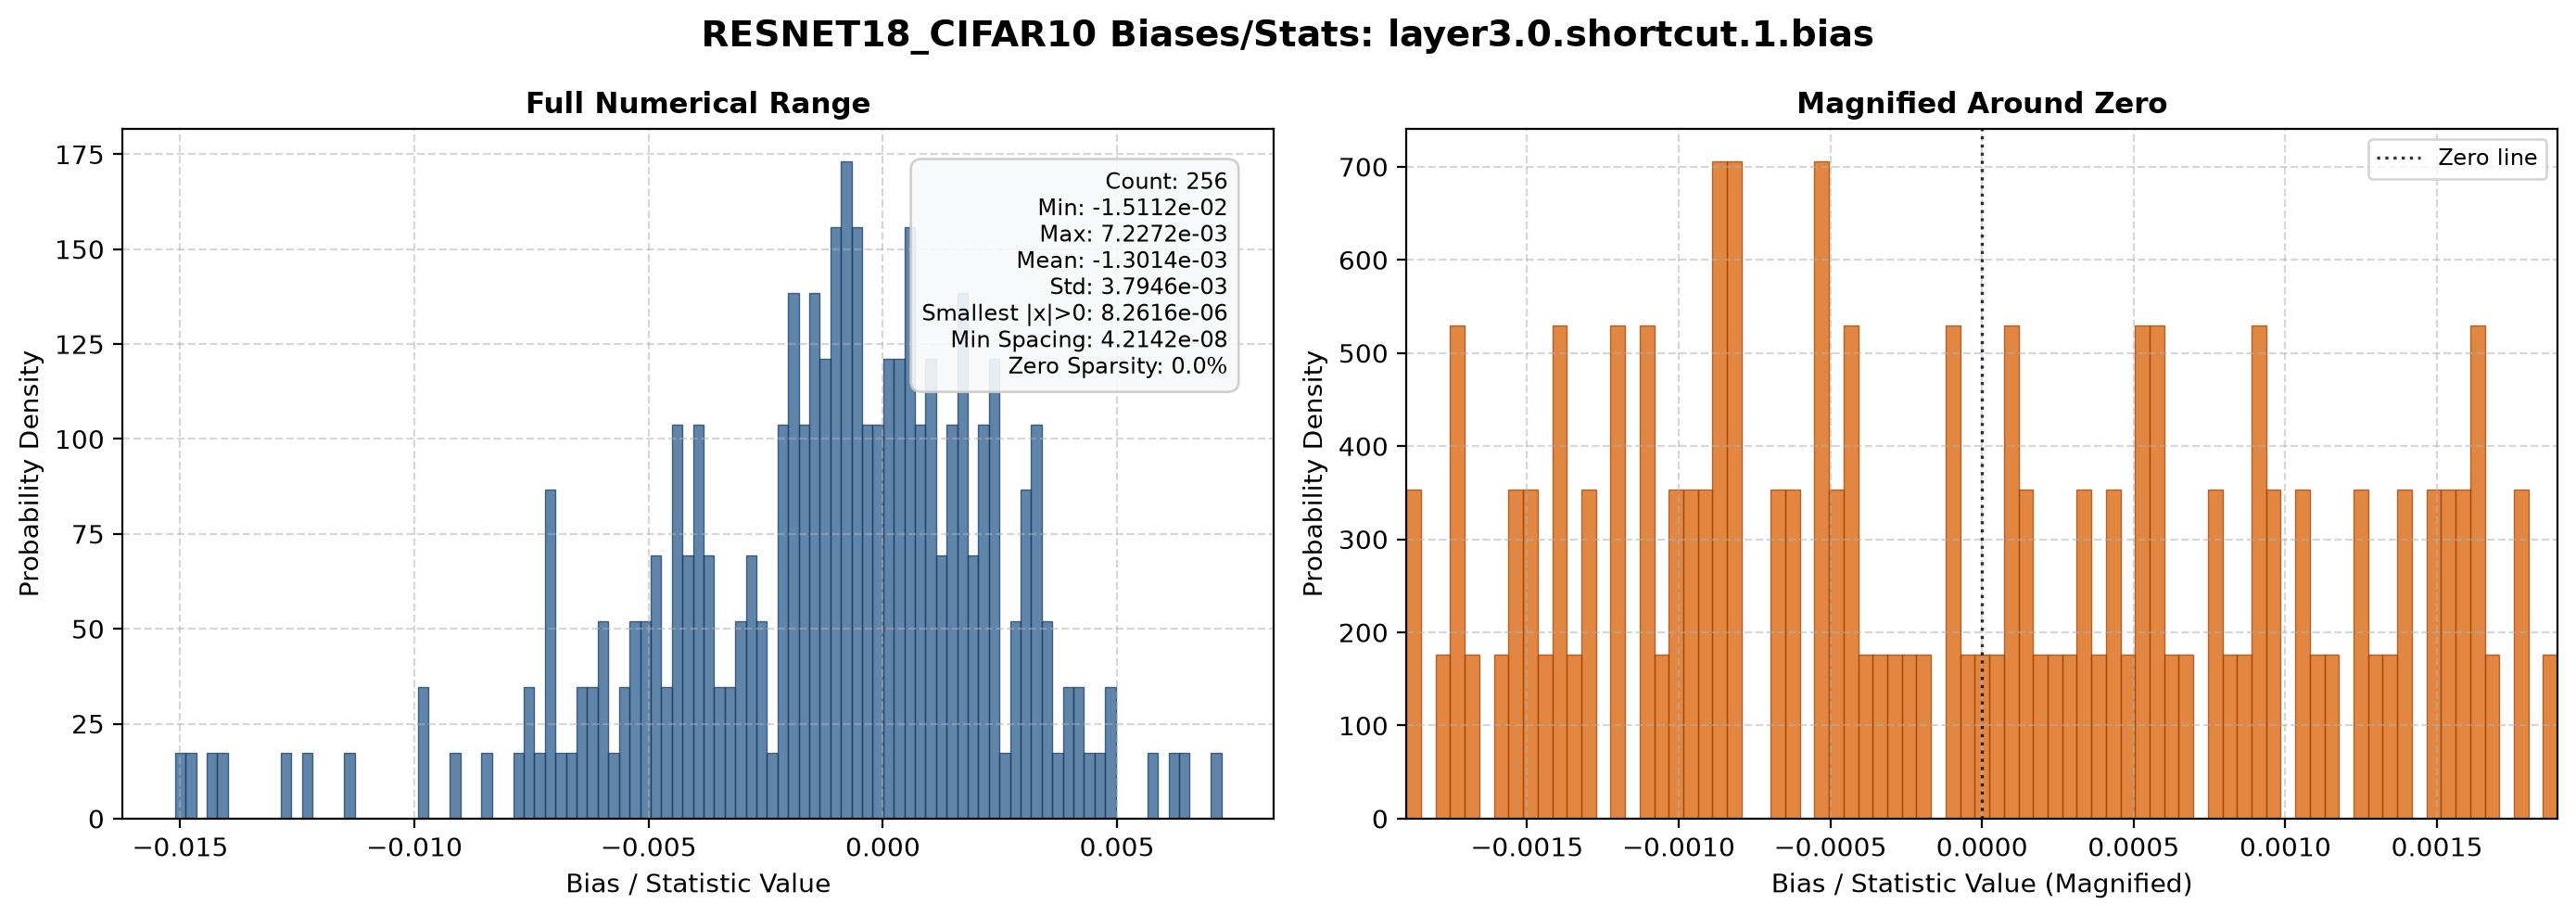 RESNET18_CIFAR10 Biases/Stats: layer3.0.shortcut.1.bias
Full Numerical Range
175
150
125
100
75
50
25
0
Probability Density
Count: 256
Min: -1.5112e-02
Max: 7.2272e-03
Mean: -1.3014e-03
Std: 3.7946e-03
Smallest |x|>0: 8.2616e-06
Min Spacing: 4.2142e-08
Zero Sparsity: 0.0%
−0.015 −0.010 −0.005 0.000 0.005
Bias / Statistic Value
Magnified Around Zero
700
600
500
400
300
200
100
0
Probability Density
Zero line
−0.0015 −0.0010 −0.0005 0.0000 0.0005 0.0010 0.0015
Bias / Statistic Value (Magnified)